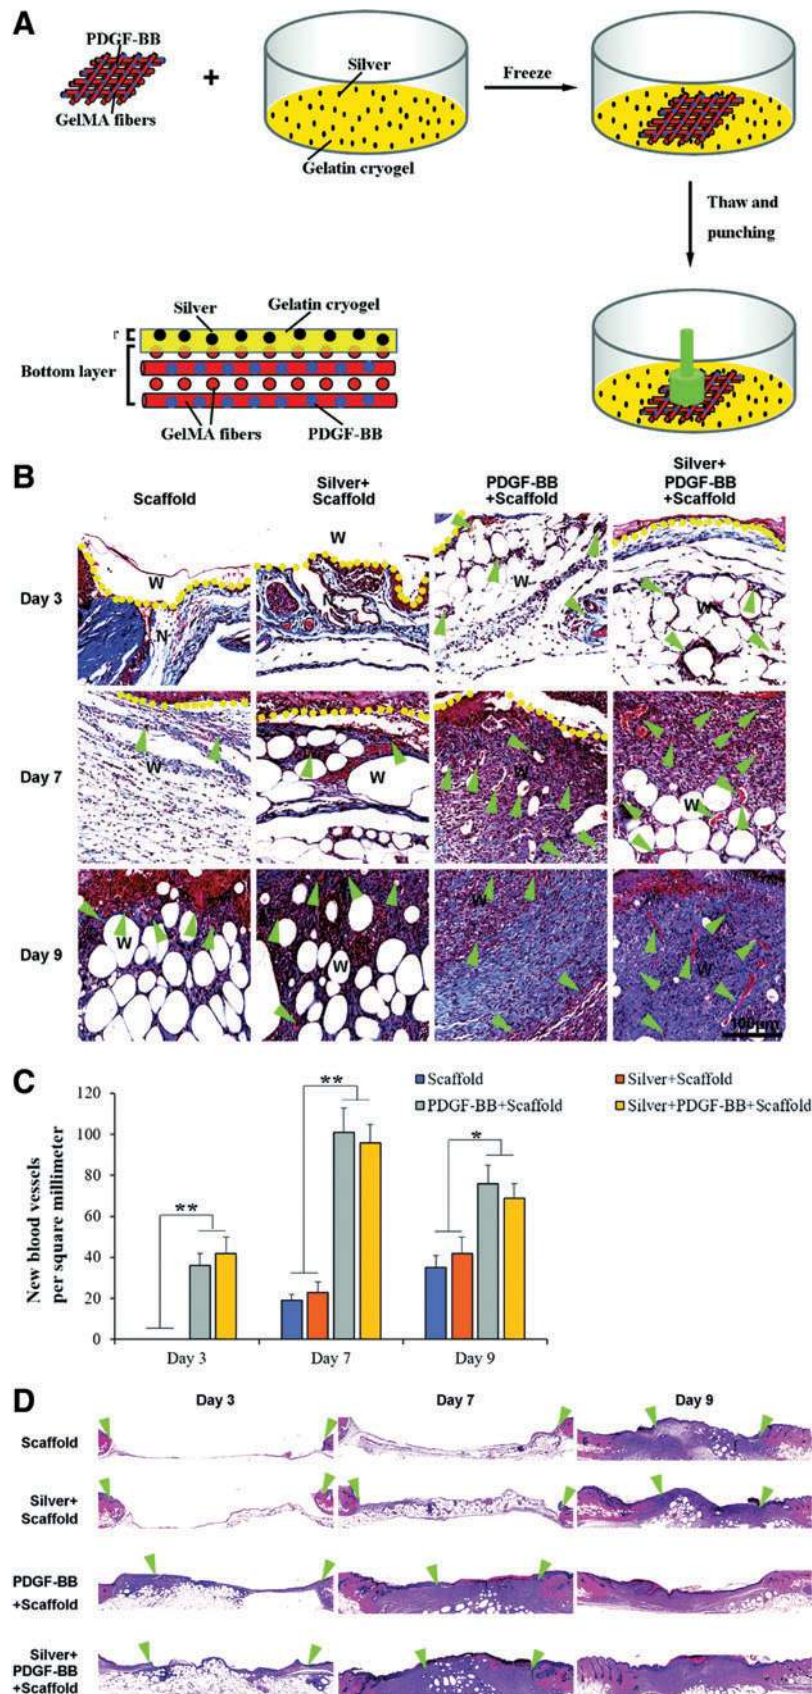 A
PDGF-BB
GelMA fibers
+
Silver
Gelatin cryogel
Freeze
Thaw and
punching
Silver
Gelatin cryogel
Bottom layer
GelMA fibers
PDGF-BB
B
Scaffold
Silver+
Scaffold
PDGF-BB
+Scaffold
Silver+
PDGF-BB
+Scaffold
Day 3
W
N
W
N
W
W
Day 7
W
W
W
W
Day 9
W
W
W
W
100μm
C
New blood vessels
per square millimeter
120
100
80
60
40
20
0
**
**
*
Scaffold
Silver+Scaffold
PDGF-BB+Scaffold
Silver+PDGF-BB+Scaffold
Day 3
Day 7
Day 9
D
Day 3
Day 7
Day 9
Scaffold
Silver+
Scaffold
PDGF-BB
+Scaffold
Silver+
PDGF-BB
+Scaffold